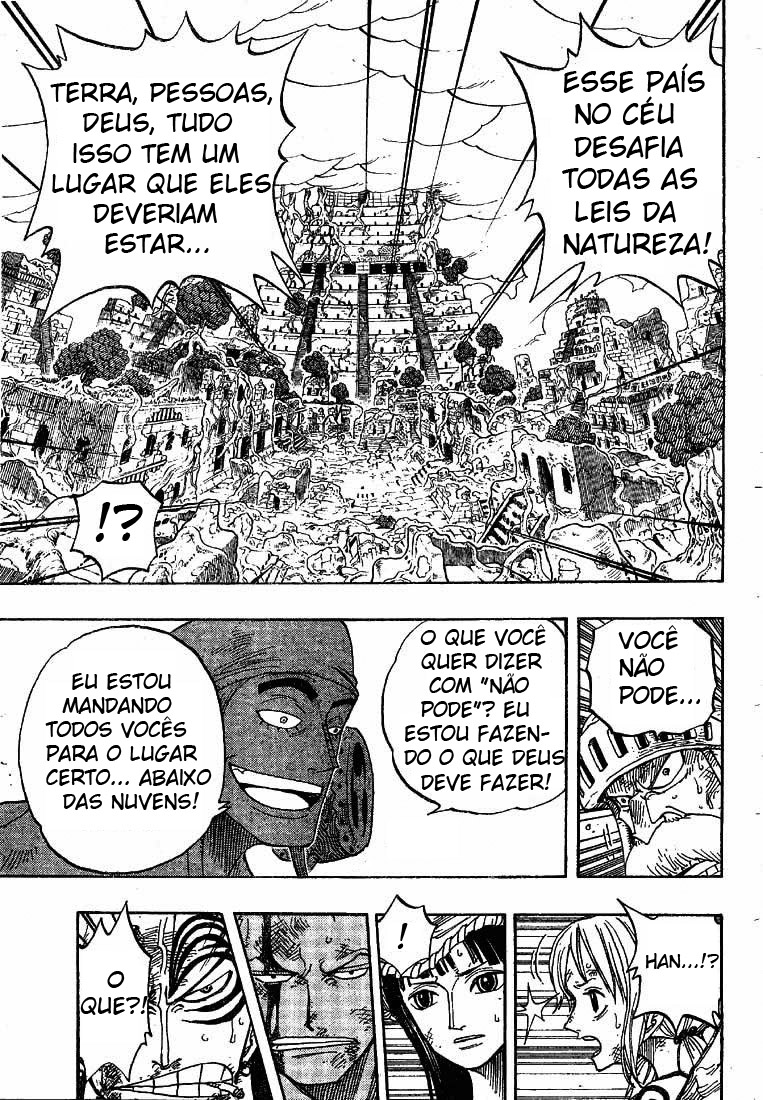 ESSE PAÍS
NO CÉU
DESAFIA
TODAS AS
LEIS DA
NATUREZA!
TERRA, PESSOAS,
DEUS, TUDO
ISSO TEM UM
LUGAR QUE ELES
DEVERIAM
ESTAR...
!?
VOCÊ
NÃO
PODE...
O QUE VOCÊ
QUER DIZER
COM "NÃO
PODE"? EU
ESTOU FAZEN-
DO O QUE DEUS
DEVE FAZER!
EU ESTOU
MANDANDO
TODOS VOCÊS
PARA O LUGAR
CERTO... ABAIXO
DAS NUVENS!
HAN...!?
!
O
QUE?!